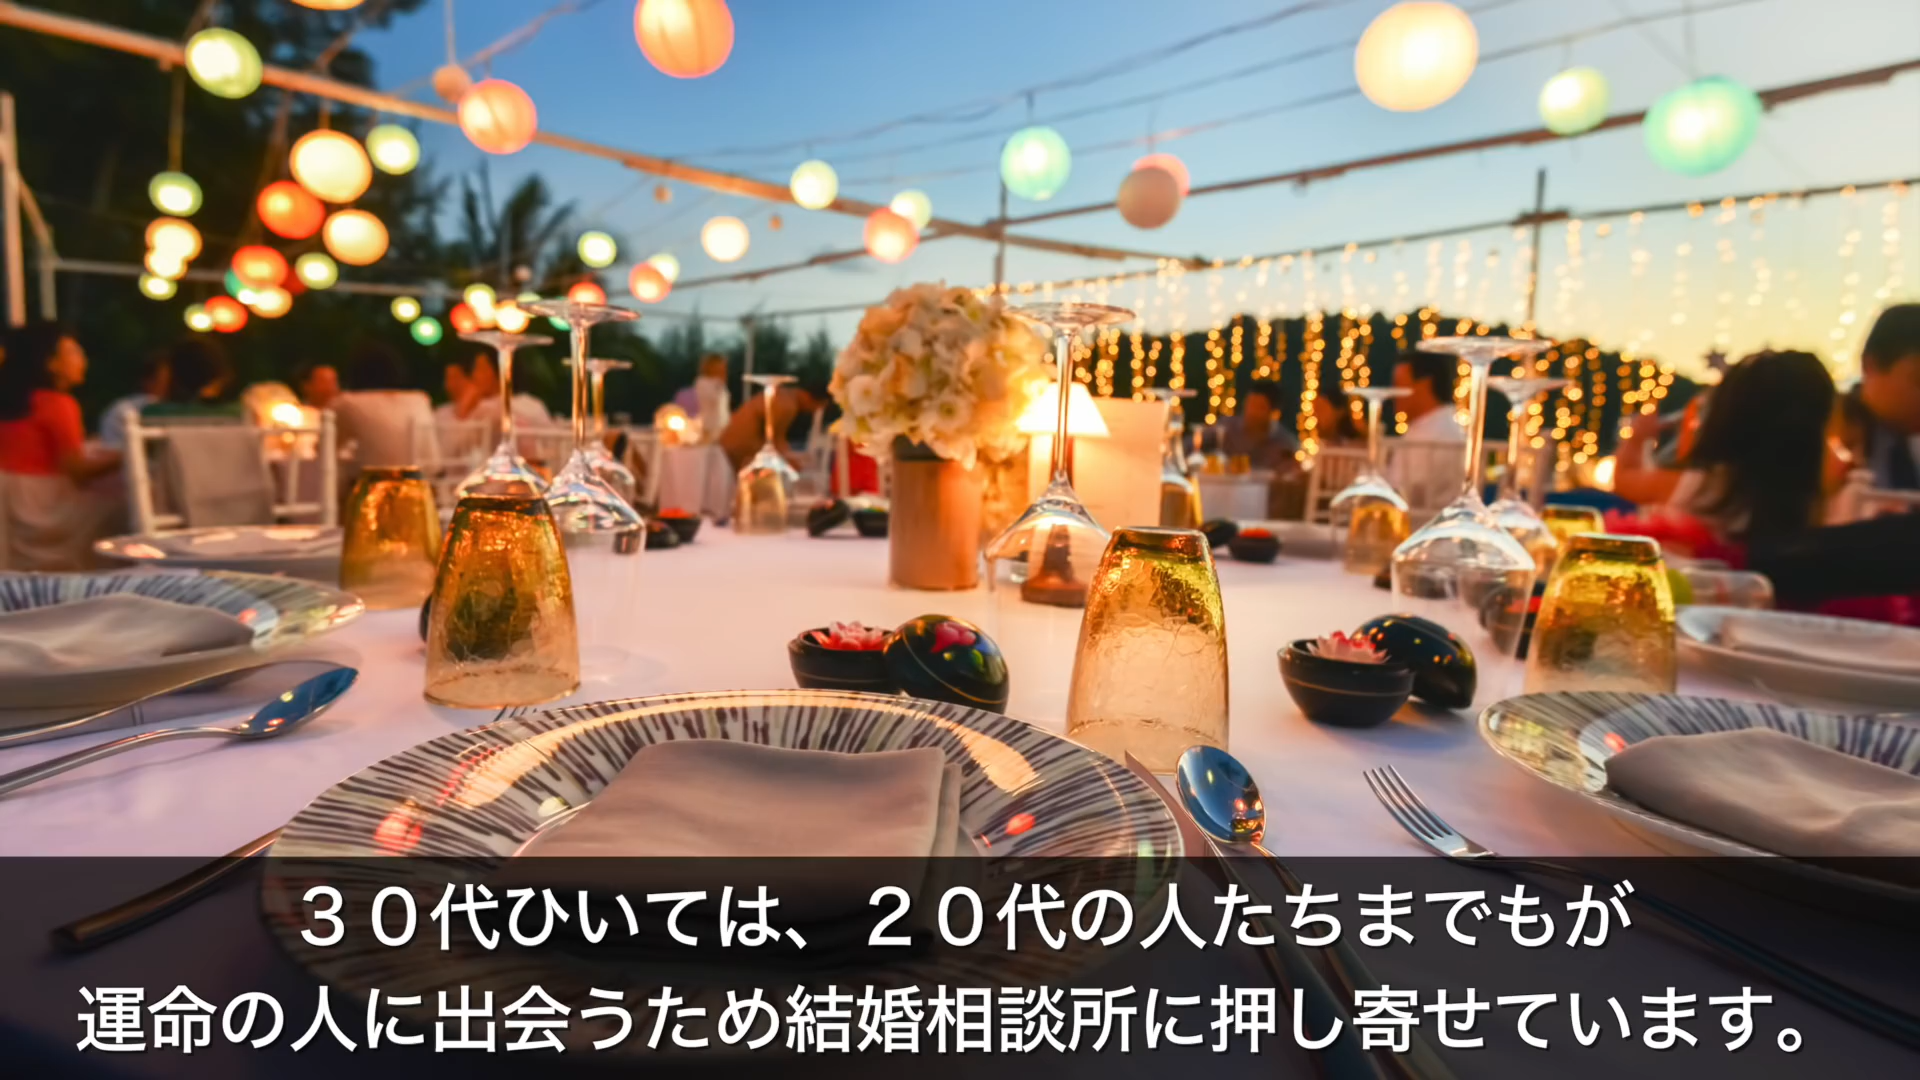 ３０代ひいては、２０代の人たちまでもが
運命の人に出会うため結婚相談所に押し寄せています。